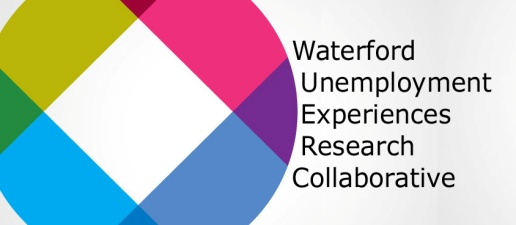 Waterford
Unemployment
Experiences
Research
Collaborative